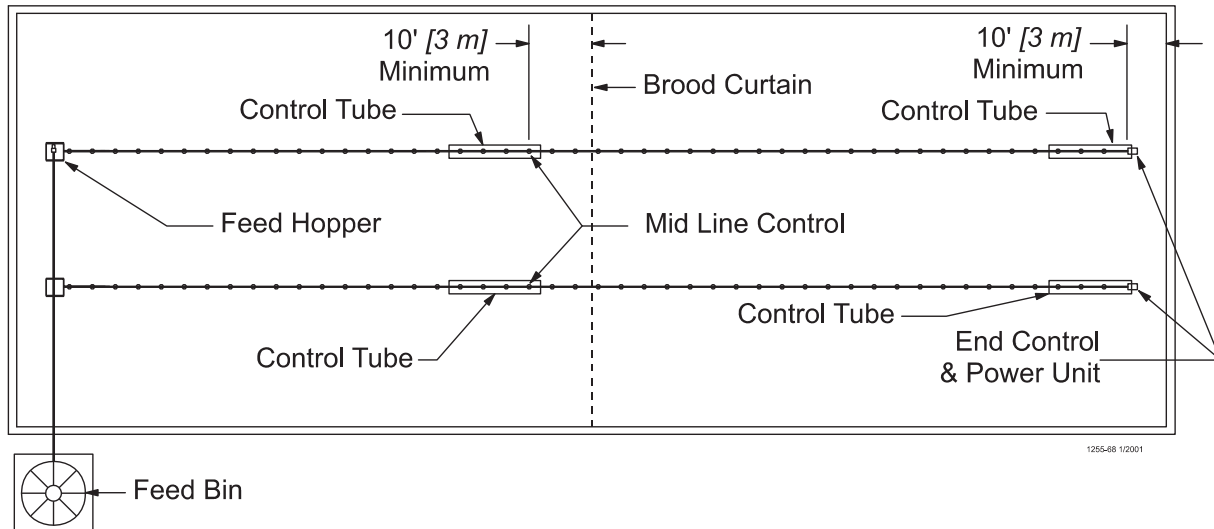 10' [3 m]
Minimum
10' [3 m]
Minimum
Brood Curtain
Control Tube
Control Tube
Feed Hopper
Mid Line Control
Control Tube
Control Tube
End Control
& Power Unit
1255-68 1/2001
Feed Bin